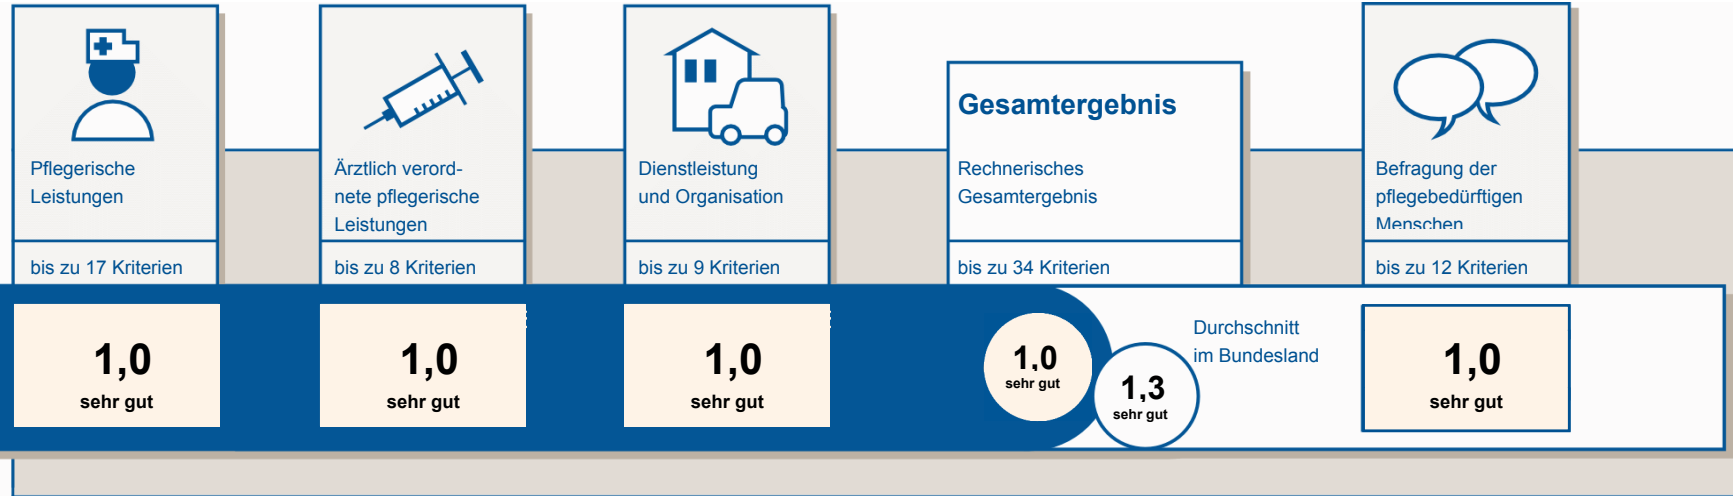 Pflegerische
Leistungen
bis zu 17 Kriterien
1,0
sehr gut
Ärztlich verord-
nete pflegerische
Leistungen
bis zu 8 Kriterien
1,0
sehr gut
Dienstleistung
und Organisation
bis zu 9 Kriterien
1,0
sehr gut
Gesamtergebnis
Rechnerisches
Gesamtergebnis
bis zu 34 Kriterien
1,0
sehr gut
1,3
sehr gut
Durchschnitt
im Bundesland
Befragung der
pflegebedürftigen
Menschen
bis zu 12 Kriterien
1,0
sehr gut